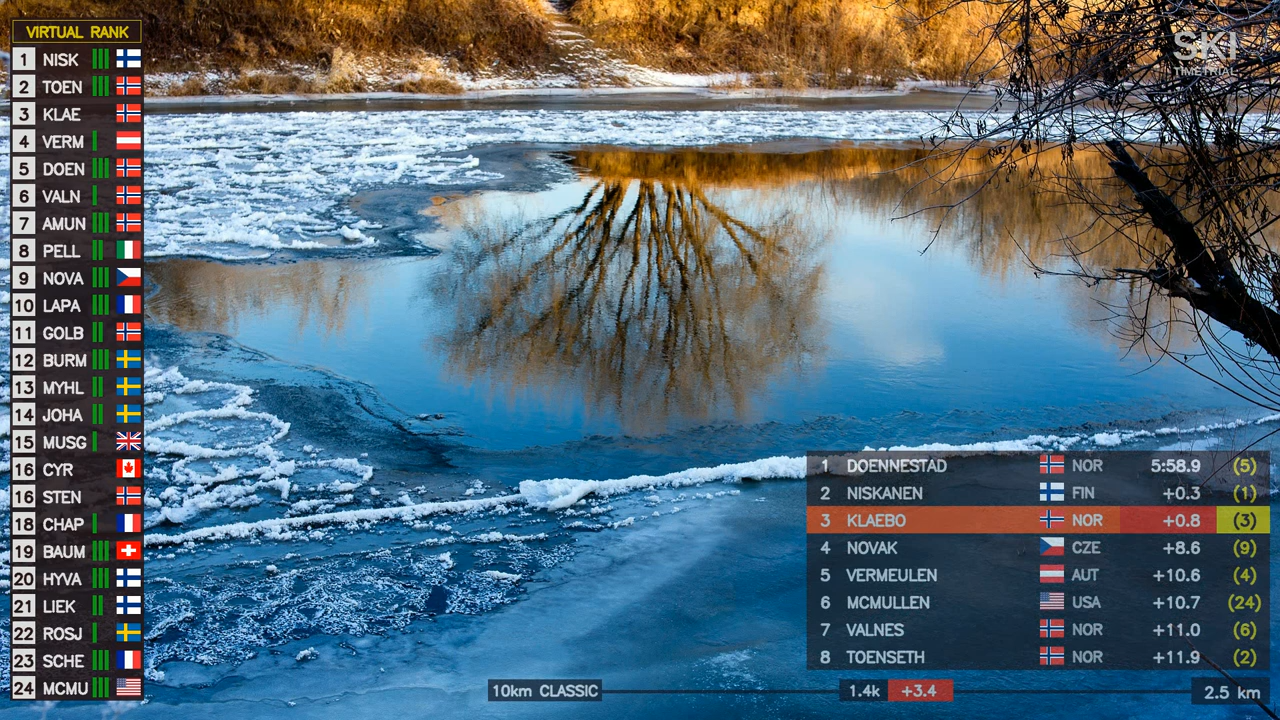 VIRTUAL RANK
1 NISK
2 TOEN
3 KLAE
4 VERM
5 DOEN
6 VALN
7 AMUN
8 PELL
9 NOVA
10 LAPA
11 GOLB
12 BURM
13 MYHL
14 JOHA
15 MUSG
16 CYR
16 STEN
18 CHAP
19 BAUM
20 HYVA
21 LIEK
22 ROSJ
23 SCHE
24 MCMU
SKI
TIMETRIAL
1 DOENNESTAD NOR 5:58.9 (5)
2 NISKANEN FIN +0.3 (1)
3 KLAEBO NOR +0.8 (3)
4 NOVAK CZE +8.6 (9)
5 VERMEULEN AUT +10.6 (4)
6 MCMULLEN USA +10.7 (24)
7 VALNES NOR +11.0 (6)
8 TOENSETH NOR +11.9 (2)
10km CLASSIC 1.4k +3.4 2.5 km